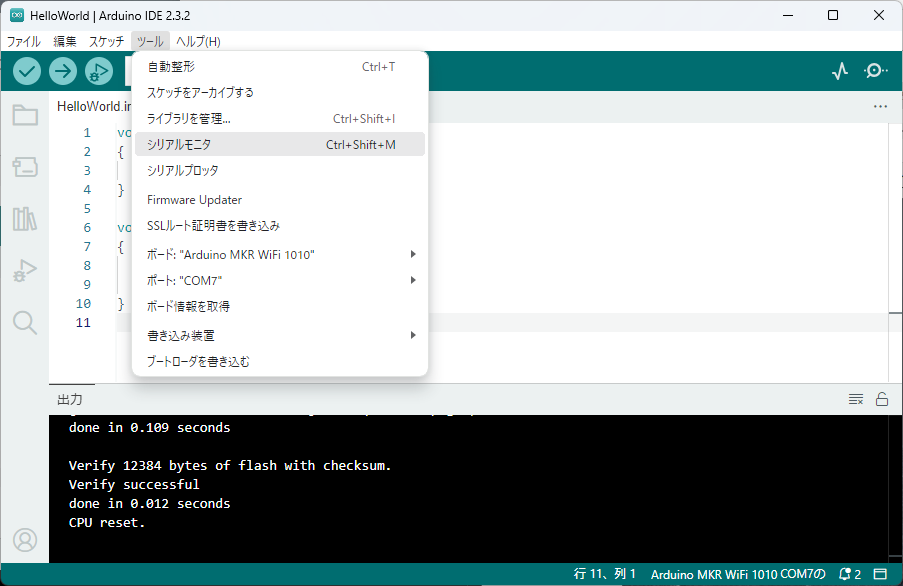 HelloWorld | Arduino IDE 2.3.2
ファイル 編集 スケッチ ツール ヘルプ(H)
自動整形 Ctrl+T
スケッチをアーカイブする
ライブラリを管理... Ctrl+Shift+I
シリアルモニタ Ctrl+Shift+M
シリアルプロッタ
Firmware Updater
SSLルート証明書を書き込み
ボード: "Arduino MKR WiFi 1010"
ポート: "COM7"
ボード情報を取得
書き込み装置
ブートローダを書き込む
HelloWorld.in
1 vo
2 {
3
4 }
5
6 vo
7 {
8
9
10 }
11
出力
done in 0.109 seconds
Verify 12384 bytes of flash with checksum.
Verify successful
done in 0.012 seconds
CPU reset.
行 11、列 1 Arduino MKR WiFi 1010 COM7の 2